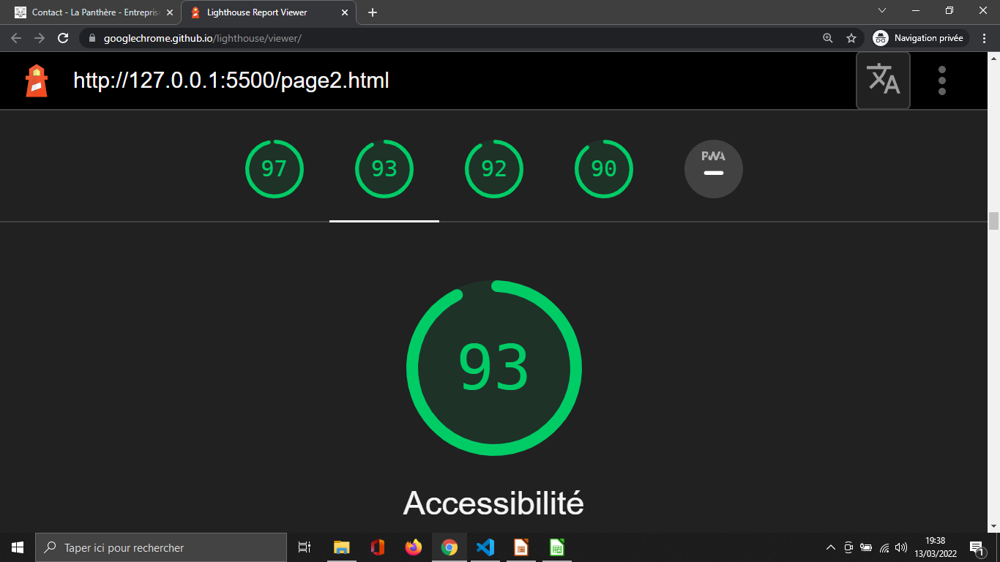 Contact - La Panthère - Entrepris
Lighthouse Report Viewer
googlechrome.github.io/lighthouse/viewer/
Navigation privée
http://127.0.0.1:5500/page2.html
97 93 92 90 PWA
93
Accessibilité
Taper ici pour rechercher
19:38
13/03/2022
1